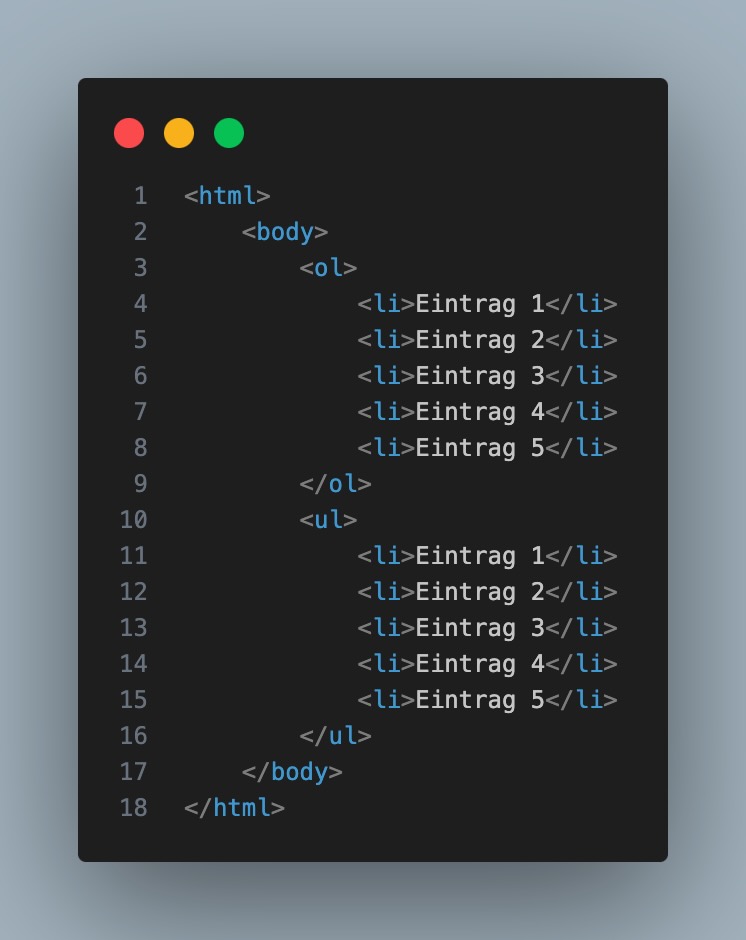 1 <html>
2     <body>
3         <ol>
4             <li>Eintrag 1</li>
5             <li>Eintrag 2</li>
6             <li>Eintrag 3</li>
7             <li>Eintrag 4</li>
8             <li>Eintrag 5</li>
9         </ol>
10         <ul>
11             <li>Eintrag 1</li>
12             <li>Eintrag 2</li>
13             <li>Eintrag 3</li>
14             <li>Eintrag 4</li>
15             <li>Eintrag 5</li>
16         </ul>
17     </body>
18 </html>